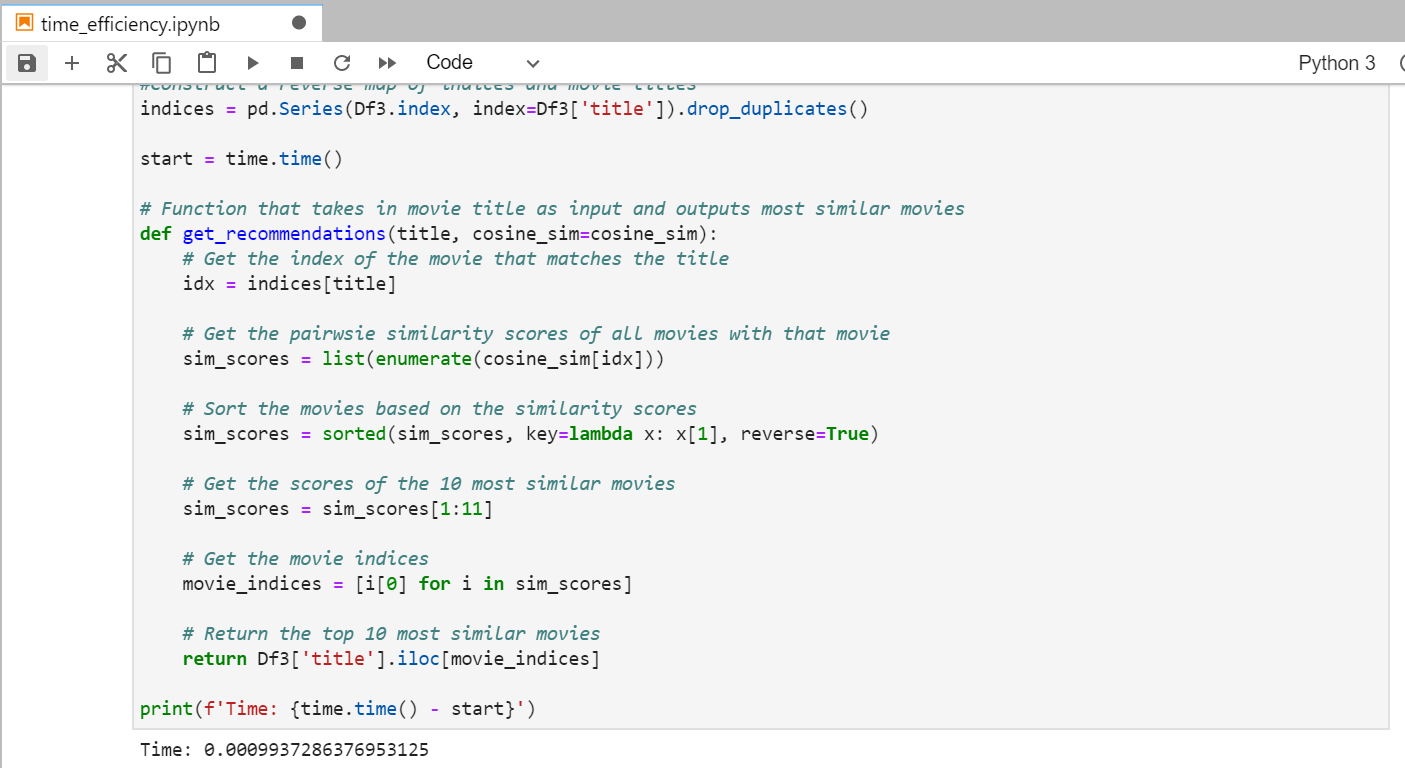 time_efficiency.ipynb
Code
Python 3
#Construct a reverse map of indices and movie titles
indices = pd.Series(Df3.index, index=Df3['title']).drop_duplicates()
start = time.time()
# Function that takes in movie title as input and outputs most similar movies
def get_recommendations(title, cosine_sim=cosine_sim):
    # Get the index of the movie that matches the title
    idx = indices[title]
    # Get the pairwsie similarity scores of all movies with that movie
    sim_scores = list(enumerate(cosine_sim[idx]))
    # Sort the movies based on the similarity scores
    sim_scores = sorted(sim_scores, key=lambda x: x[1], reverse=True)
    # Get the scores of the 10 most similar movies
    sim_scores = sim_scores[1:11]
    # Get the movie indices
    movie_indices = [i[0] for i in sim_scores]
    # Return the top 10 most similar movies
    return Df3['title'].iloc[movie_indices]
print(f'Time: {time.time() - start}')
Time: 0.0009937286376953125